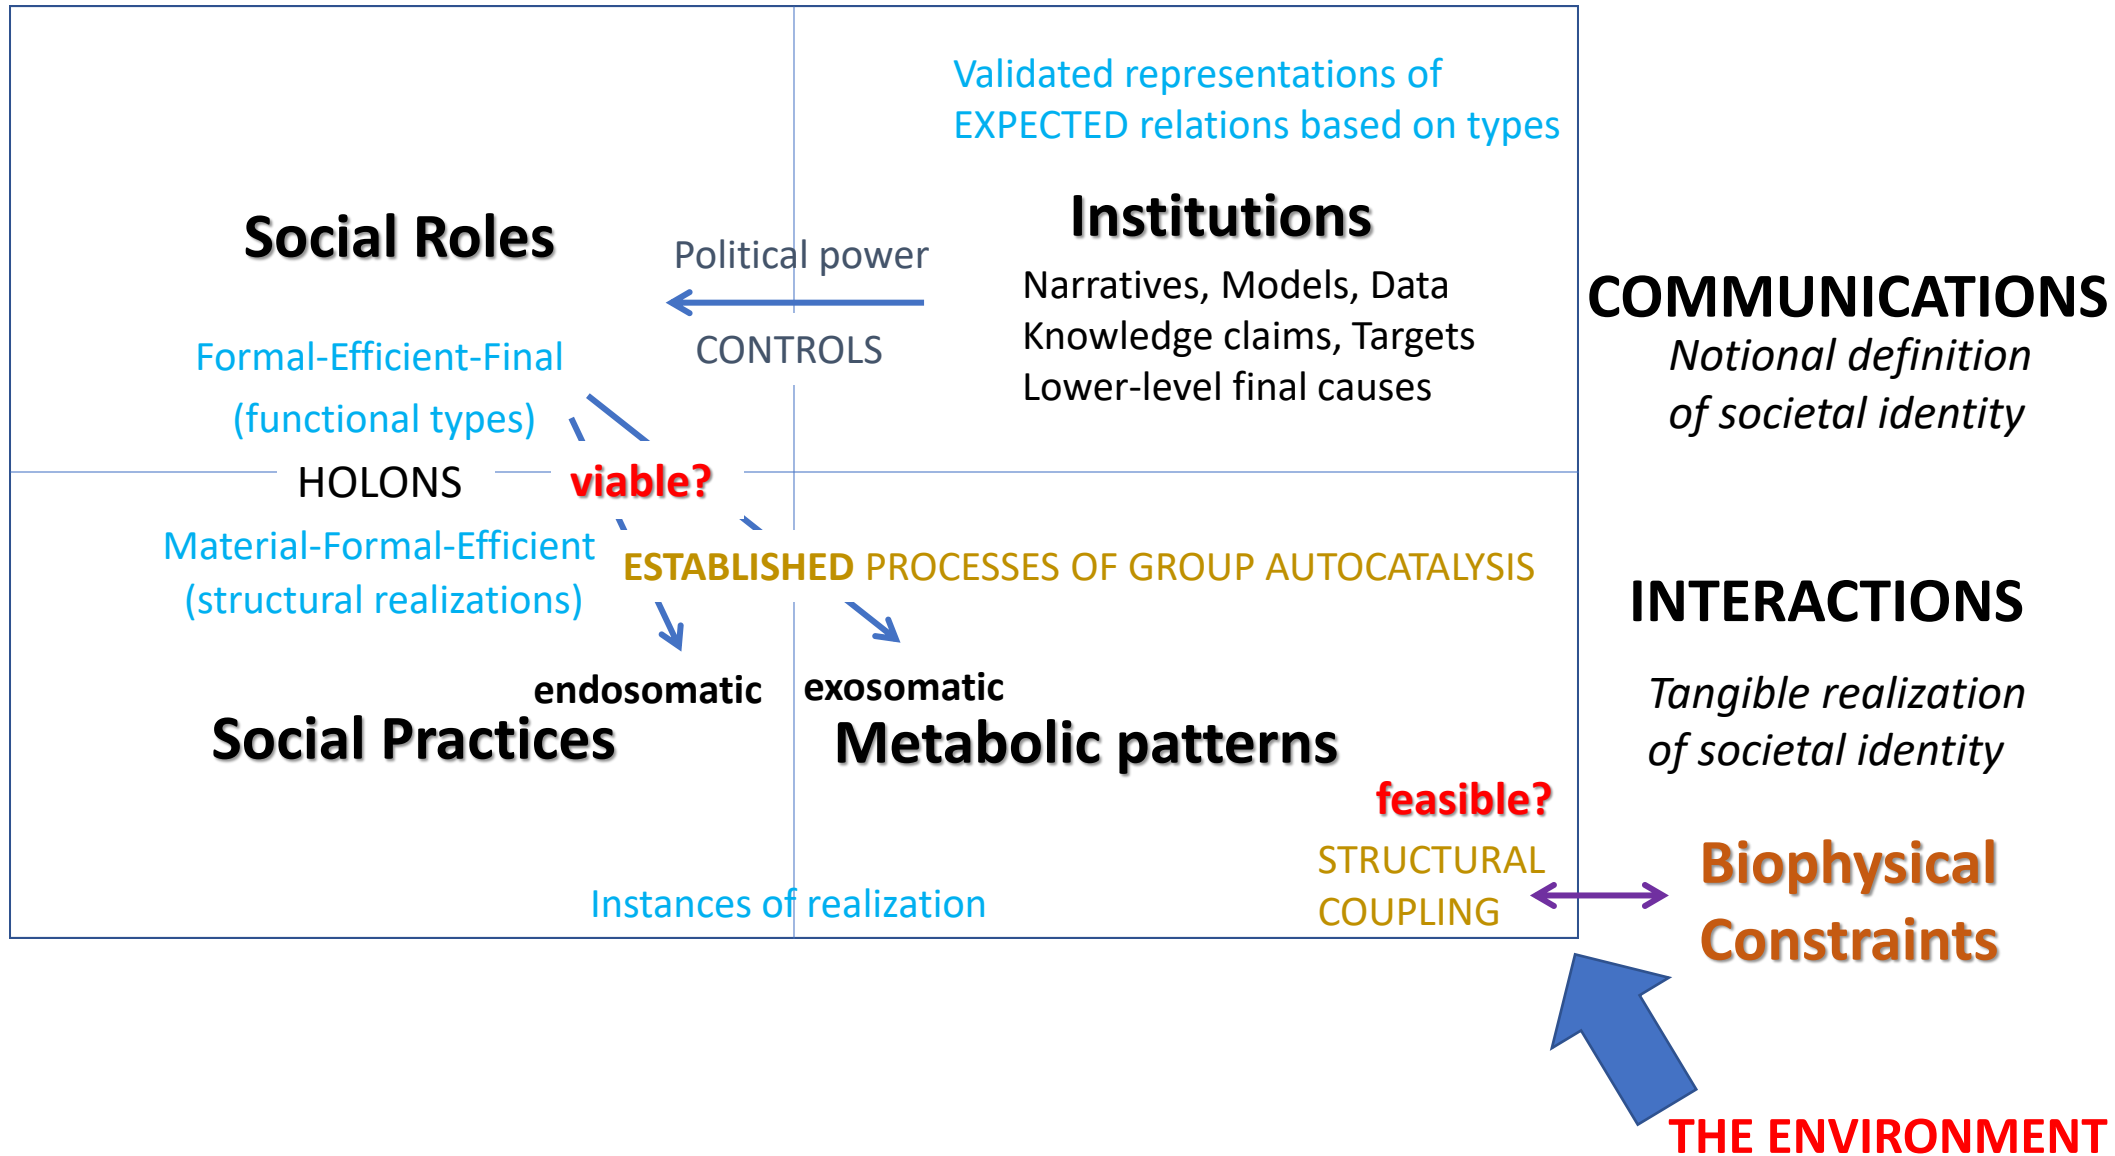 Validated representations of
EXPECTED relations based on types
Social Roles
Institutions
Political power
CONTROLS
Narratives, Models, Data
Knowledge claims, Targets
Lower-level final causes
COMMUNICATIONS
Notional definition
of societal identity
Formal-Efficient-Final
(functional types)
HOLONS
viable?
Material-Formal-Efficient
(structural realizations)
ESTABLISHED PROCESSES OF GROUP AUTOCATALYSIS
INTERACTIONS
Tangible realization
of societal identity
endosomatic
exosomatic
Social Practices
Metabolic patterns
feasible?
STRUCTURAL
COUPLING
Instances of realization
Biophysical
Constraints
THE ENVIRONMENT